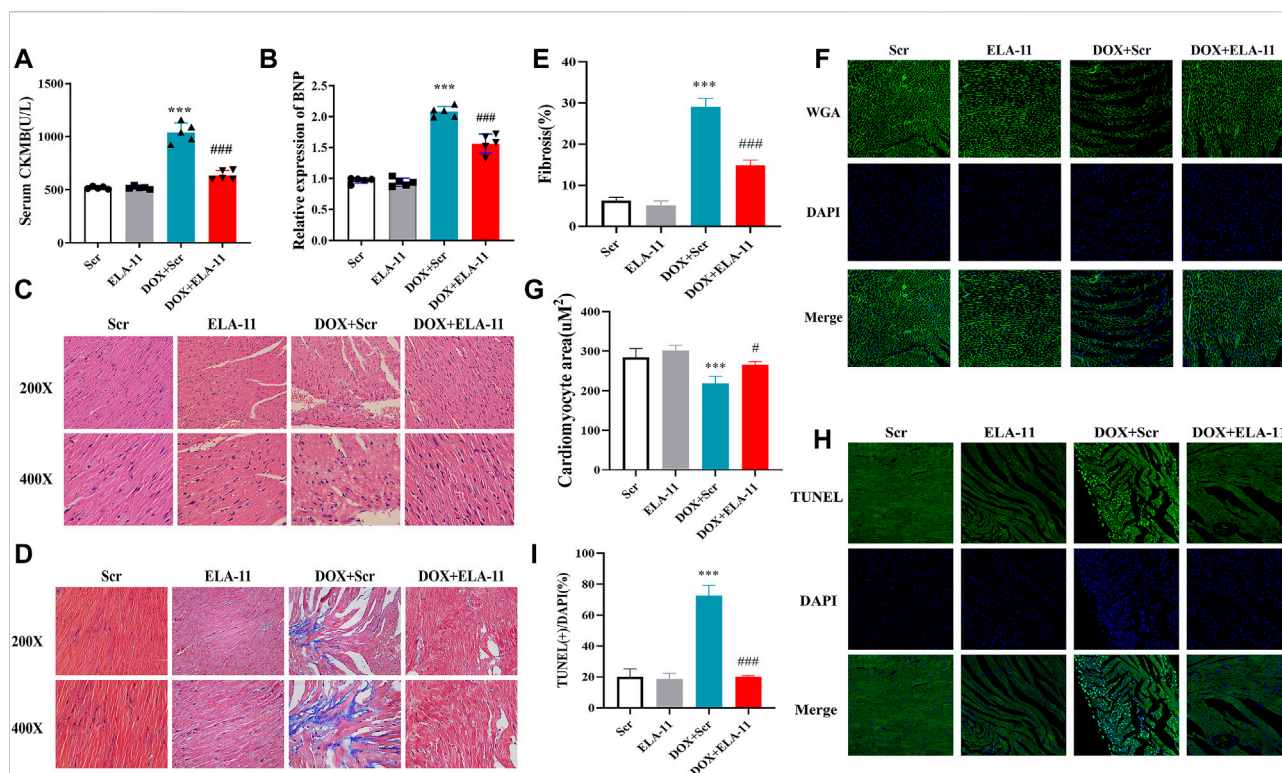 A
Serum CKMB(U/L)
1500
1000
500
0
***
###
Scr
ELA-11
DOX+Scr
DOX+ELA-11
B
Relative expression of BNP
2.5
2.0
1.5
1.0
0.5
0.0
***
###
Scr
ELA-11
DOX+Scr
DOX+ELA-11
E
Fibrosis(%)
40
30
20
10
0
***
###
Scr
ELA-11
DOX+Scr
DOX+ELA-11
F
Scr ELA-11 DOX+Scr DOX+ELA-11
WGA
DAPI
Merge
C
Scr ELA-11 DOX+Scr DOX+ELA-11
200X
400X
G
Cardiomyocyte area(uM2)
400
300
200
100
0
***
#
Scr
ELA-11
DOX+Scr
DOX+ELA-11
D
Scr ELA-11 DOX+Scr DOX+ELA-11
200X
400X
I
TUNEL(+)/DAPI(%)
100
80
60
40
20
0
***
###
Scr
ELA-11
DOX+Scr
DOX+ELA-11
H
Scr ELA-11 DOX+Scr DOX+ELA-11
TUNEL
DAPI
Merge